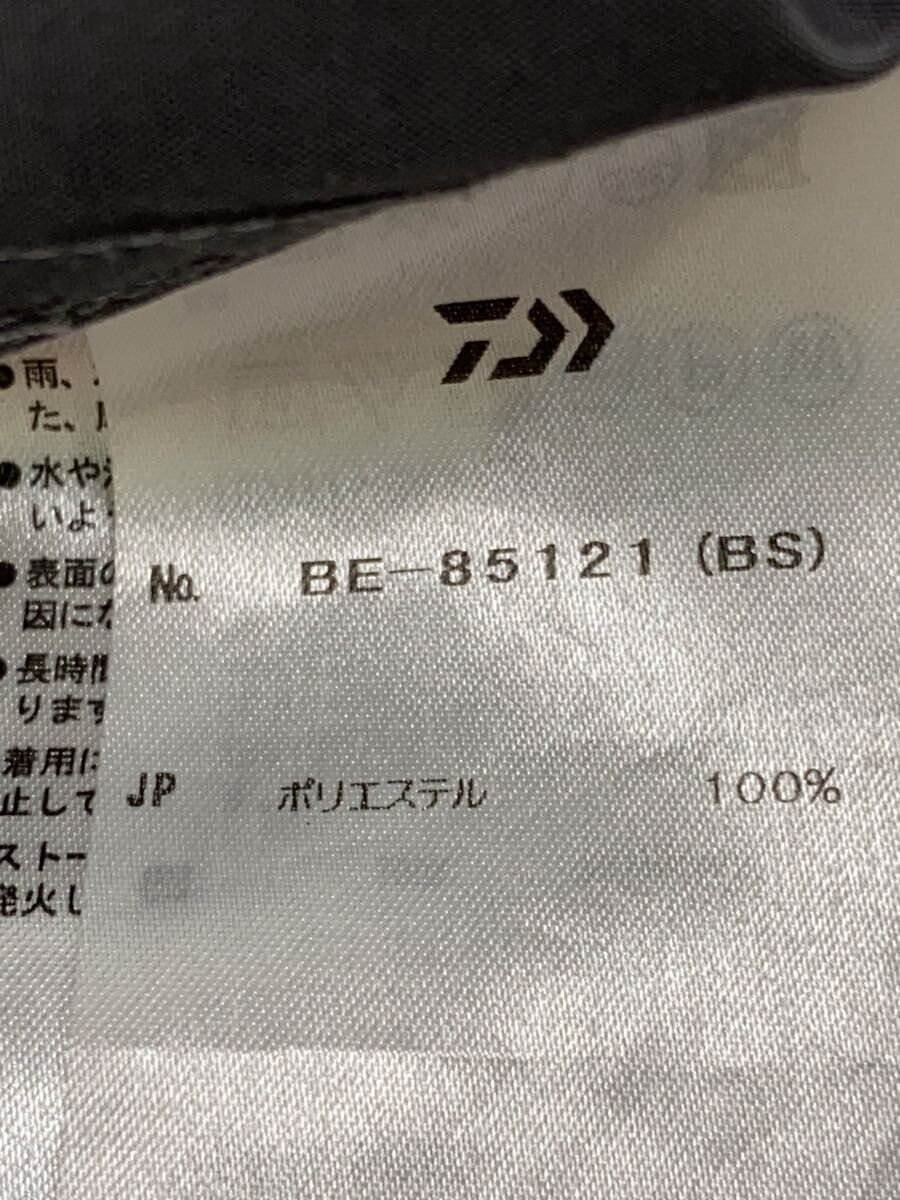 ● 雨、
た、
● 水や
いよ
● 表面の
因にな
● 長時間
ります
着用に
止して
ストー
発火し
No. BE-85121 (BS)
JP ポリエステル 100%